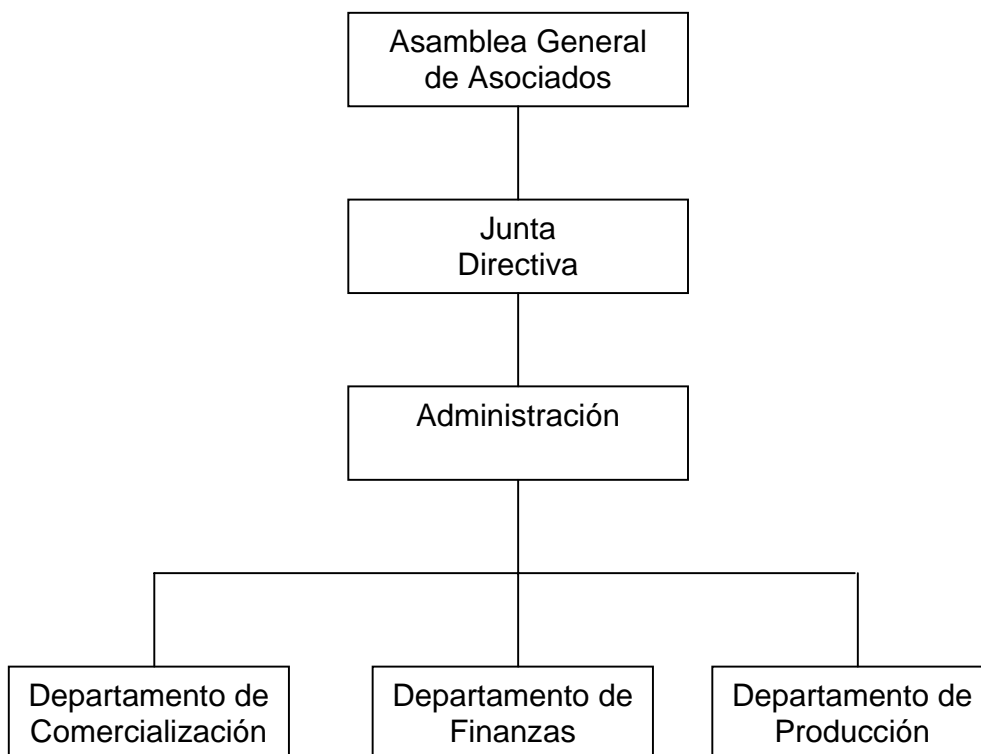 Asamblea General
de Asociados
Junta
Directiva
Administración
Departamento de
Comercialización
Departamento de
Finanzas
Departamento de
Producción